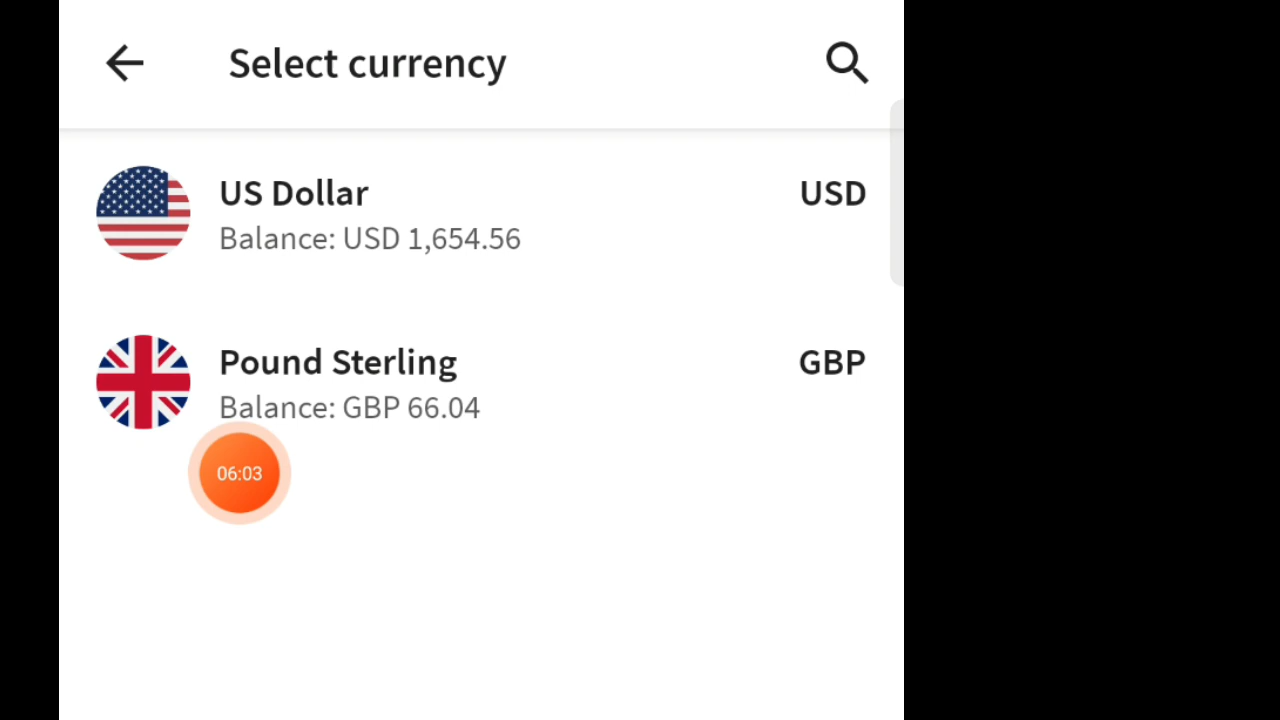 Select currency
US Dollar USD
Balance: USD 1,654.56
Pound Sterling GBP
Balance: GBP 66.04
06:03